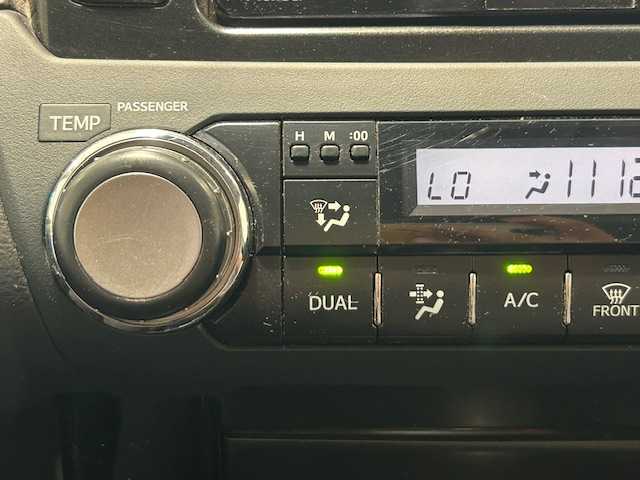 PASSENGER
TEMP
H M :00
LO
DUAL
A/C
FRONT